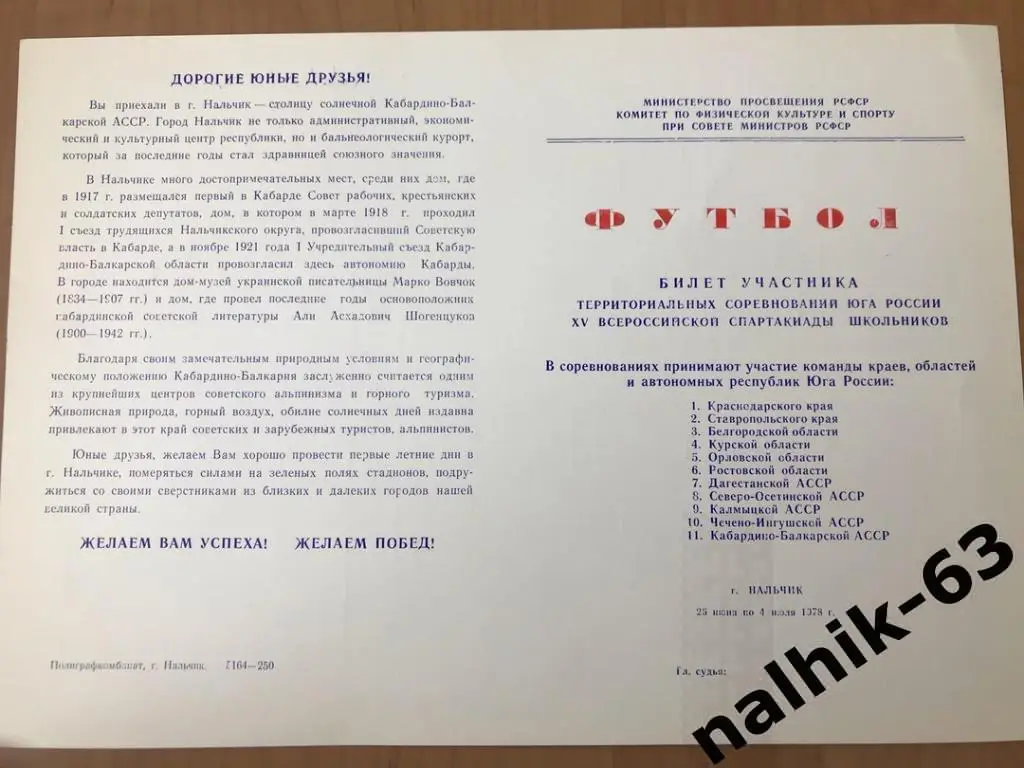 ДОРОГИЕ ЮНЫЕ ДРУЗЬЯ!
Вы приехали в г. Нальчик — столицу солнечной Кабардино-Бал-
карской АССР. Город Нальчик не только административный, экономи-
ческий и культурный центр республики, но и бальнеологический курорт,
который за последние годы стал здравницей союзного значения.
В Нальчике много достопримечательных мест, среди них дом, где
в 1917 г. размещался первый в Кабарде Совет рабочих, крестьянских
и солдатских депутатов, дом, в котором в марте 1918 г. проходил
I съезд трудящихся Нальчикского округа, провозгласивший Советскую
власть в Кабарде, а в ноябре 1921 года I Учредительный съезд Кабар-
дино-Балкарской области провозгласил здесь автономию Кабарды.
В городе находится дом-музей украинской писательницы Марко Вовчок
(1834—1907 гг.) и дом, где провел последние годы основоположник
кабардинской советской литературы Али Асхадович Шогенцуков
(1900—1942 гг.).
Благодаря своим замечательным природным условиям и географи-
ческому положению Кабардино-Балкария заслуженно считается одним
из крупнейших центров советского альпинизма и горного туризма.
Живописная природа, горный воздух, обилие солнечных дней издавна
привлекают в этот край советских и зарубежных туристов, альпинистов.
Юные друзья, желаем Вам хорошо провести первые летние дни в
г. Нальчике, померяться силами на зеленых полях стадионов, подру-
житься со своими сверстниками из близких и далеких городов нашей
великой страны.
ЖЕЛАЕМ ВАМ УСПЕХА! ЖЕЛАЕМ ПОБЕД!
Полиграфкомбинат, г. Нальчик. 5164—250
МИНИСТЕРСТВО ПРОСВЕЩЕНИЯ РСФСР
КОМИТЕТ ПО ФИЗИЧЕСКОЙ КУЛЬТУРЕ И СПОРТУ
ПРИ СОВЕТЕ МИНИСТРОВ РСФСР
ФУТБОЛ
БИЛЕТ УЧАСТНИКА
ТЕРРИТОРИАЛЬНЫХ СОРЕВНОВАНИЙ ЮГА РОССИИ
XV ВСЕРОССИЙСКОЙ СПАРТАКИАДЫ ШКОЛЬНИКОВ
В соревнованиях принимают участие команды краев, областей
и автономных республик Юга России:
1. Краснодарского края
2. Ставропольского края
3. Белгородской области
4. Курской области
5. Орловской области
6. Ростовской области
7. Дагестанской АССР
8. Северо-Осетинской АССР
9. Калмыцкой АССР
10. Чечено-Ингушской АССР
11. Кабардино-Балкарской АССР
г. НАЛЬЧИК
25 июня по 4 июля 1978 г.
Гл. судья:
nalhik-63